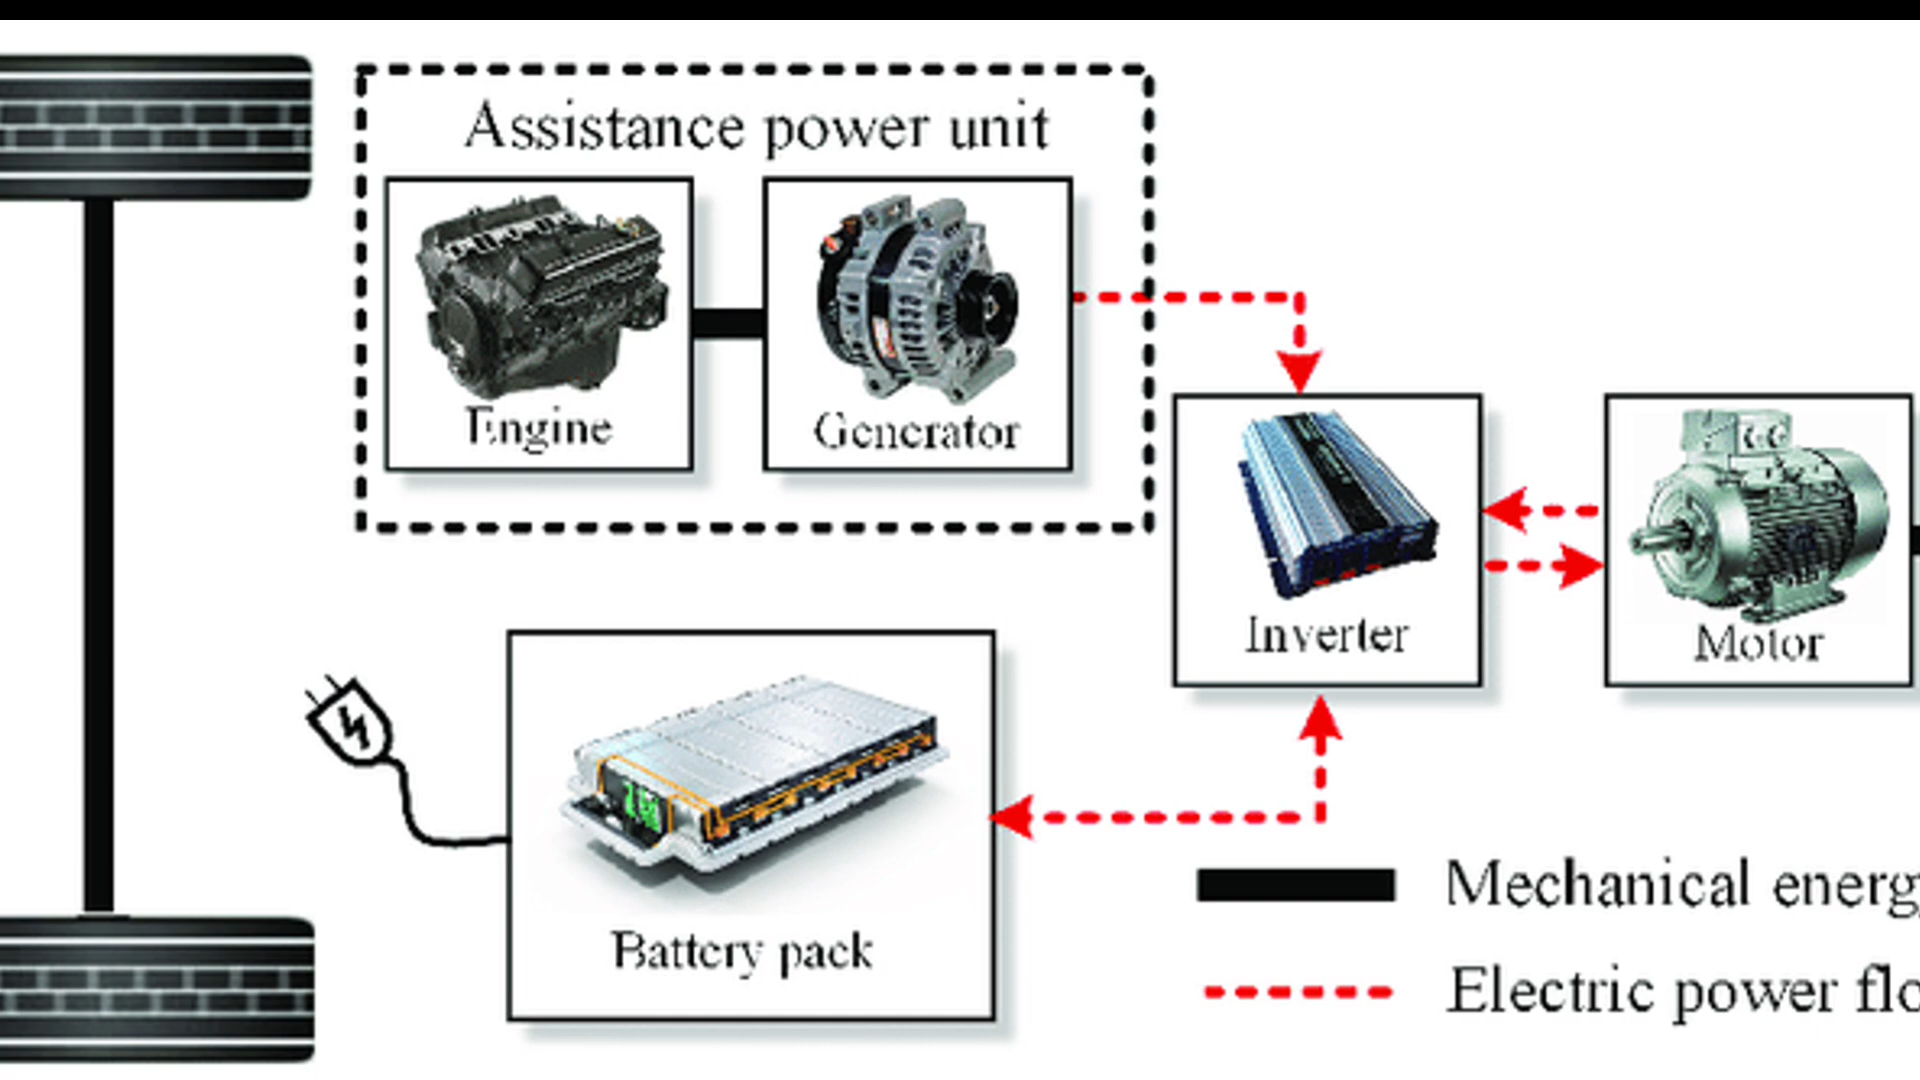 Assistance power unit
Engine
Generator
Inverter
Motor
Battery pack
Mechanical energ
Electric power flo